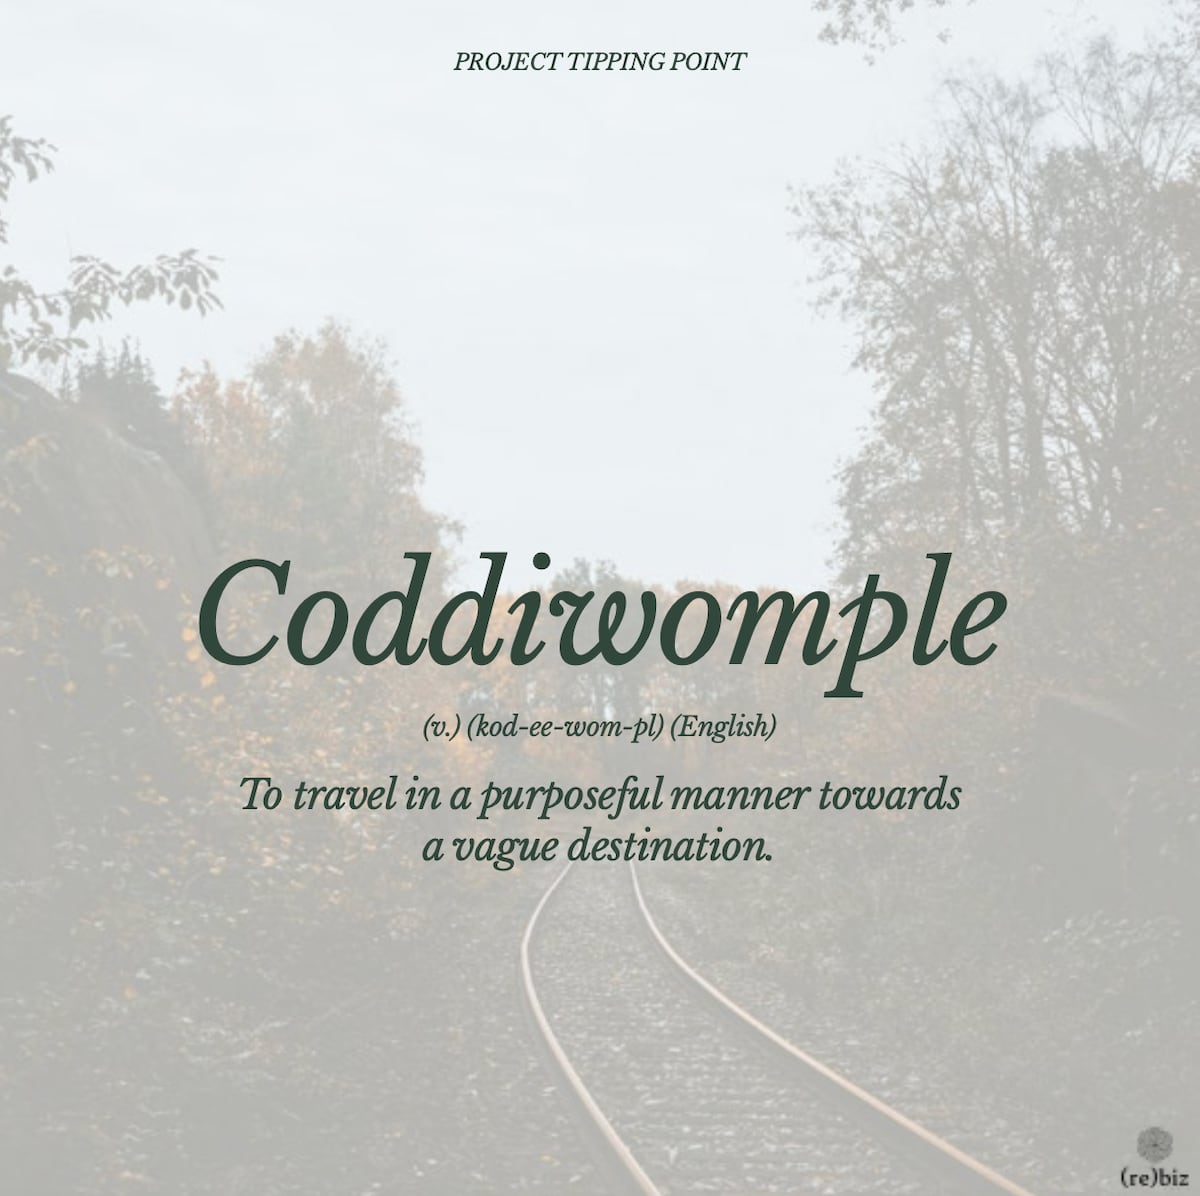 PROJECT TIPPING POINT
Coddiwomple
(v.) (kod-ee-wom-pl) (English)
To travel in a purposeful manner towards
a vague destination.
(re)biz